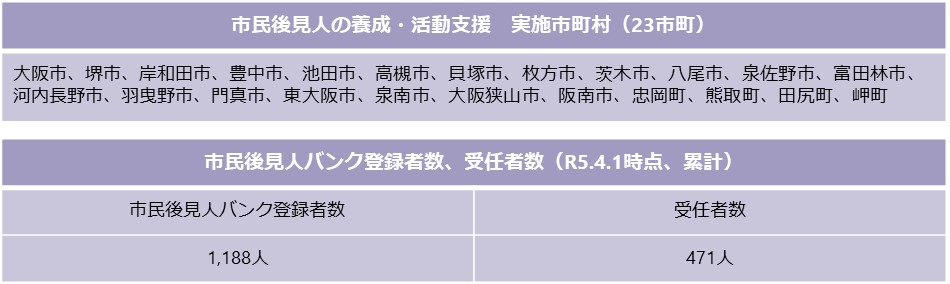 市民後見人の養成・活動支援　実施市町村（23市町）
大阪市、堺市、岸和田市、豊中市、池田市、高槻市、貝塚市、枚方市、茨木市、八尾市、泉佐野市、富田林市、
河内長野市、羽曳野市、門真市、東大阪市、泉南市、大阪狭山市、阪南市、忠岡町、熊取町、田尻町、岬町
市民後見人バンク登録者数、受任者数（R5.4.1時点、累計）
市民後見人バンク登録者数
受任者数
1,188人
471人